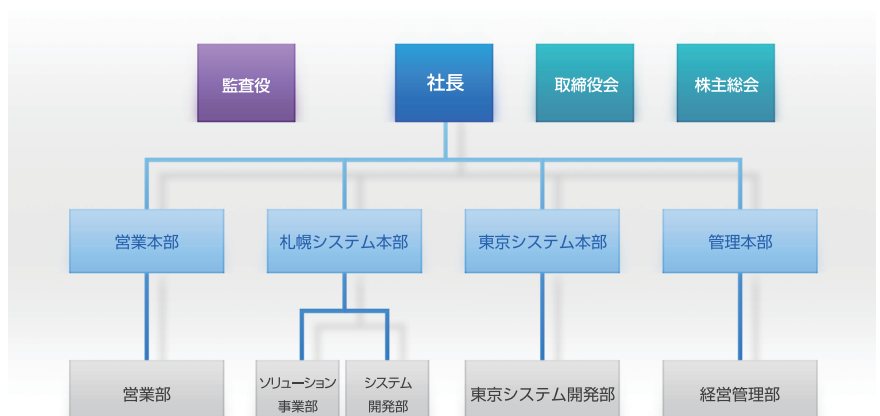 監査役
社長
取締役会
株主総会
営業本部
札幌システム本部
東京システム本部
管理本部
営業部
ソリューション
事業部
システム
開発部
東京システム開発部
経営管理部